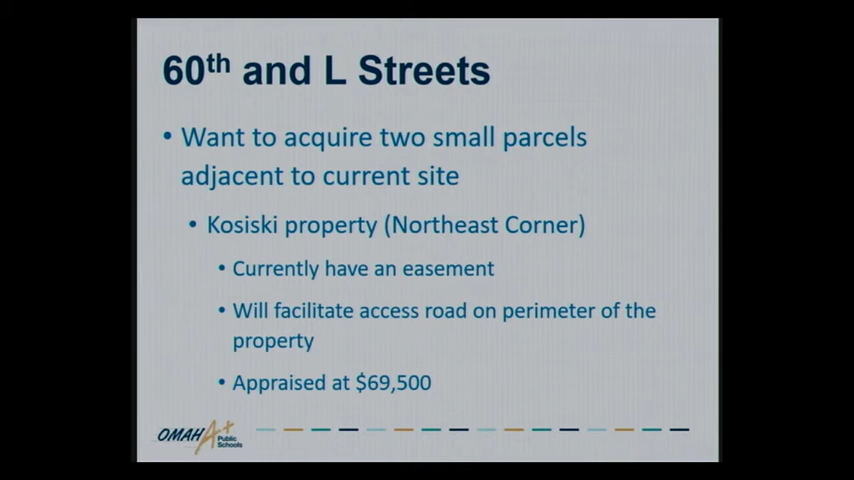 60th and L Streets
• Want to acquire two small parcels
adjacent to current site
• Kosiski property (Northeast Corner)
• Currently have an easement
• Will facilitate access road on perimeter of the
property
• Appraised at $69,500
OMAHA+ Public
Schools